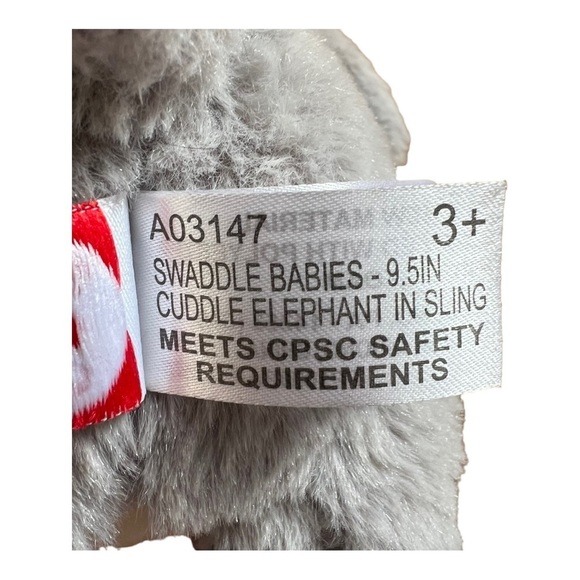 A03147 3+
SWADDLE BABIES - 9.5IN
CUDDLE ELEPHANT IN SLING
MEETS CPSC SAFETY
REQUIREMENTS